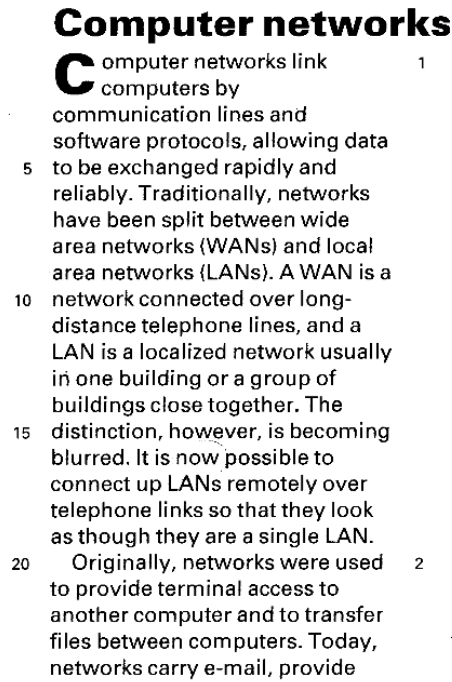 Computer networks
Computer networks link 1
computers by
communication lines and
software protocols, allowing data
5 to be exchanged rapidly and
reliably. Traditionally, networks
have been split between wide
area networks (WANs) and local
area networks (LANs). A WAN is a
10 network connected over long-
distance telephone lines, and a
LAN is a localized network usually
in one building or a group of
buildings close together. The
15 distinction, however, is becoming
blurred. It is now possible to
connect up LANs remotely over
telephone links so that they look
as though they are a single LAN.
20 Originally, networks were used 2
to provide terminal access to
another computer and to transfer
files between computers. Today,
networks carry e-mail, provide